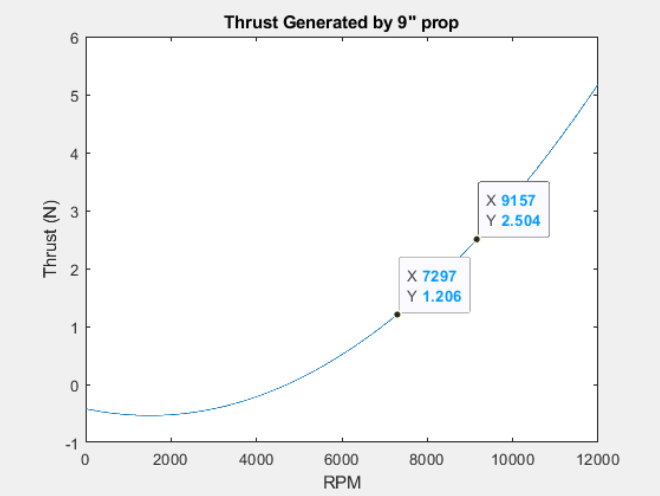 Thrust Generated by 9" prop
6
5
4
3
2
1
0
-1
Thrust (N)
X 9157
Y 2.504
X 7297
Y 1.206
0 2000 4000 6000 8000 10000 12000
RPM